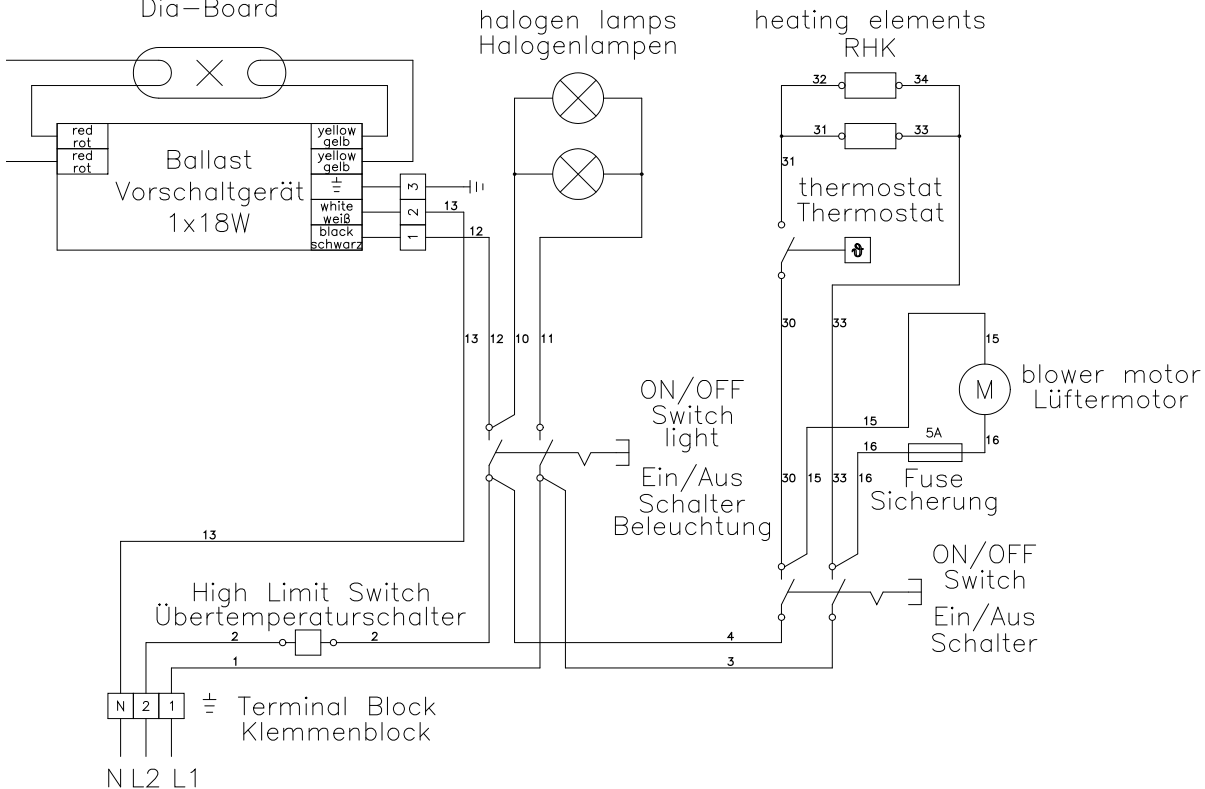 Dia-Board
halogen lamps
Halogenlampen
heating elements
RHK
32
34
31
33
red
rot
red
rot
Ballast
Vorschaltgerät
1x18W
yellow
gelb
yellow
gelb
white
weiß
black
schwarz
3
2
1
13
12
31
thermostat
Thermostat
ϑ
13
12
10
11
30
33
15
blower motor
Lüftermotor
M
ON/OFF
Switch
light
Ein/Aus
Schalter
Beleuchtung
15
16
5A
16
30
15
33
16
Fuse
Sicherung
13
ON/OFF
Switch
Ein/Aus
Schalter
High Limit Switch
Übertemperaturschalter
2
2
4
1
3
N
2
1
Terminal Block
Klemmenblock
N L2 L1